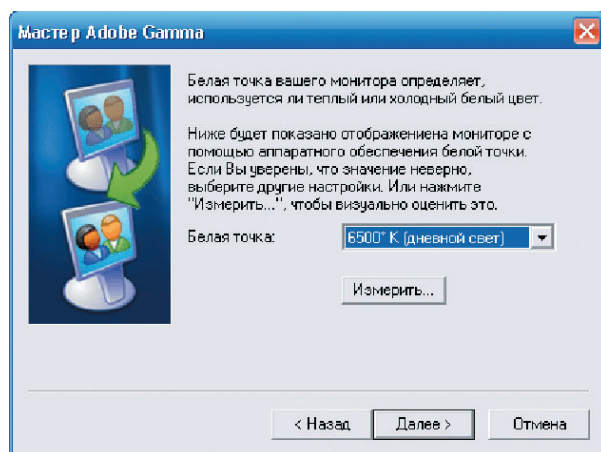 Мастер Adobe Gamma
Белая точка вашего монитора определяет,
используется ли теплый или холодный белый цвет.
Ниже будет показано отображениена мониторе с
помощью аппаратного обеспечения белой точки.
Если Вы уверены, что значение неверно,
выберите другие настройки. Или нажмите
"Измерить...", чтобы визуально оценить это.
Белая точка:
6500° K (дневной свет)
Измерить...
< Назад
Далее >
Отмена